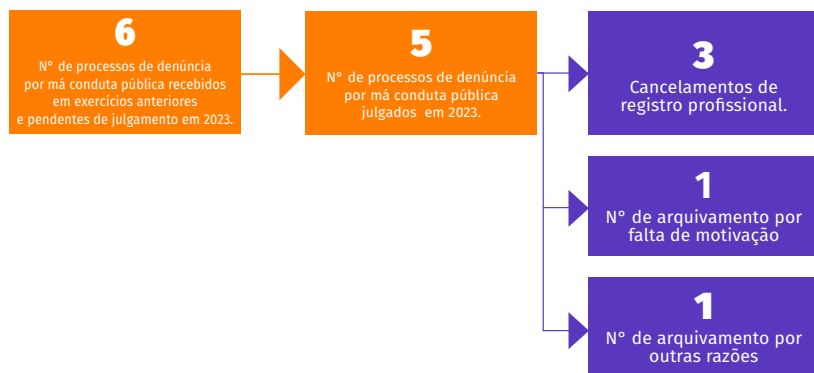 6
N° de processos de denúncia
por má conduta pública recebidos
em exercícios anteriores
e pendentes de julgamento em 2023.
5
N° de processos de denúncia
por má conduta pública
julgados em 2023.
3
Cancelamentos de
registro profissional.
1
N° de arquivamento por
falta de motivação
1
N° de arquivamento por
outras razões